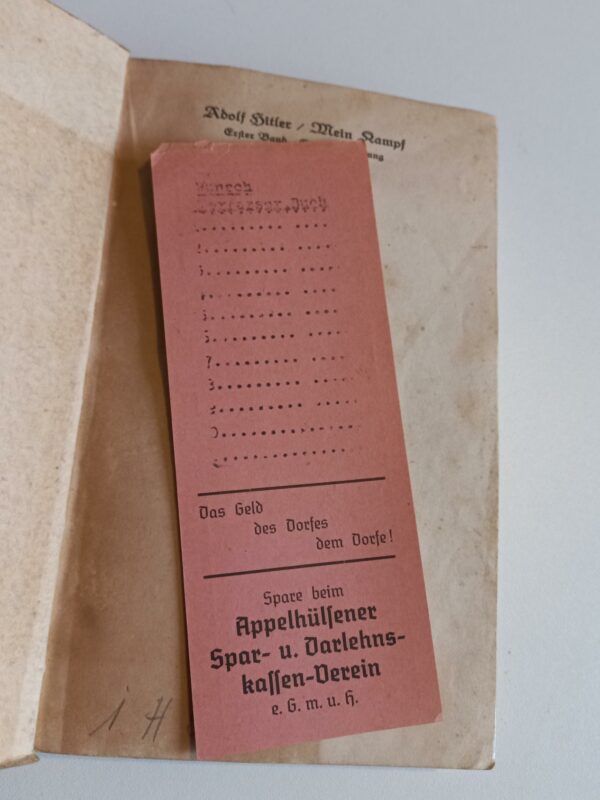 Adolf Hitler / Mein Kampf
Erster Band
Das Geld
des Dorfes
dem Dorfe!
Spare beim
Appelhülsener
Spar- u. Darlehns-
kassen-Verein
e. G. m. u. H.
i H